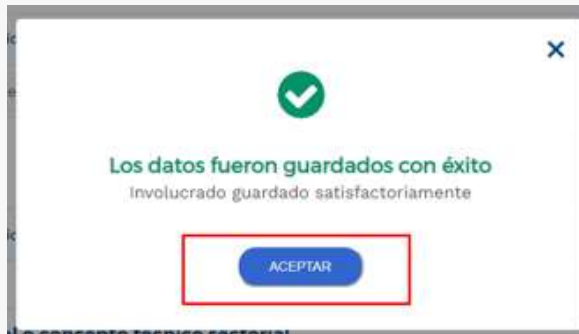 Los datos fueron guardados con éxito
Involucrado guardado satisfactoriamente
ACEPTAR